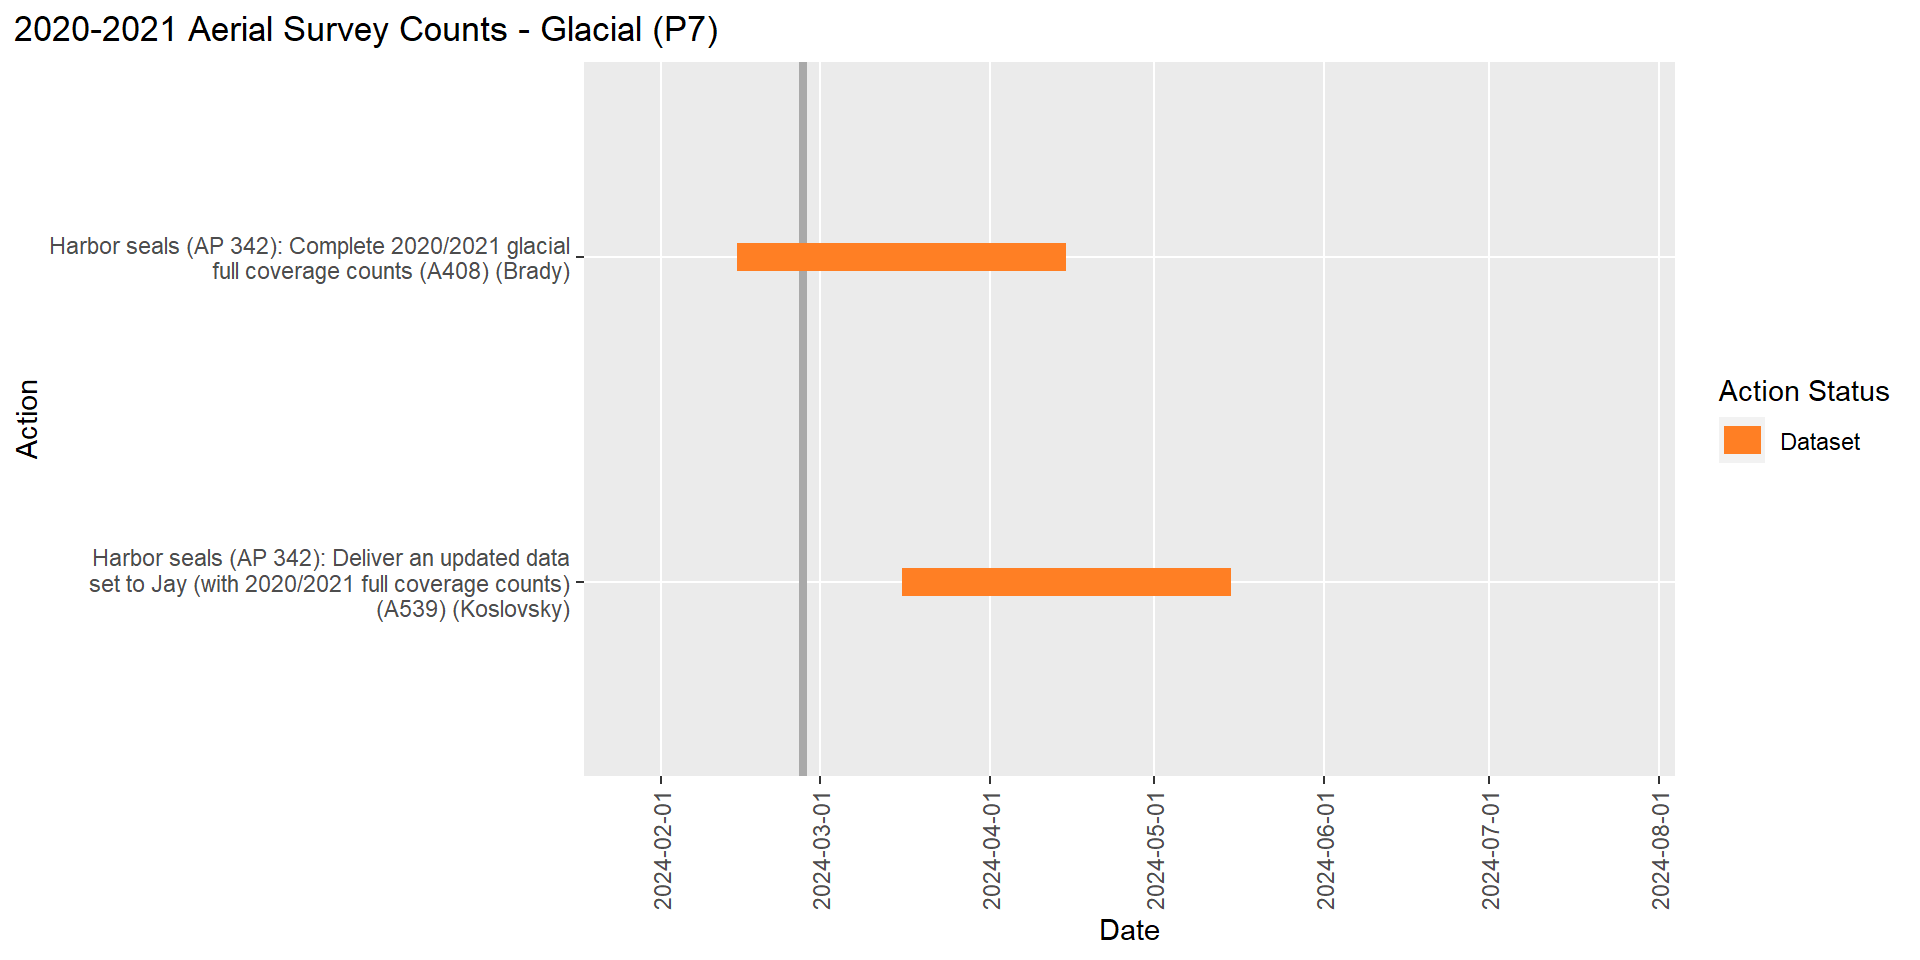 2020-2021 Aerial Survey Counts - Glacial (P7)
Harbor seals (AP 342): Complete 2020/2021 glacial
full coverage counts (A408) (Brady)
Harbor seals (AP 342): Deliver an updated data
set to Jay (with 2020/2021 full coverage counts)
(A539) (Koslovsky)
Action
2024-02-01
2024-03-01
2024-04-01
2024-05-01
2024-06-01
2024-07-01
2024-08-01
Date
Action Status
Dataset